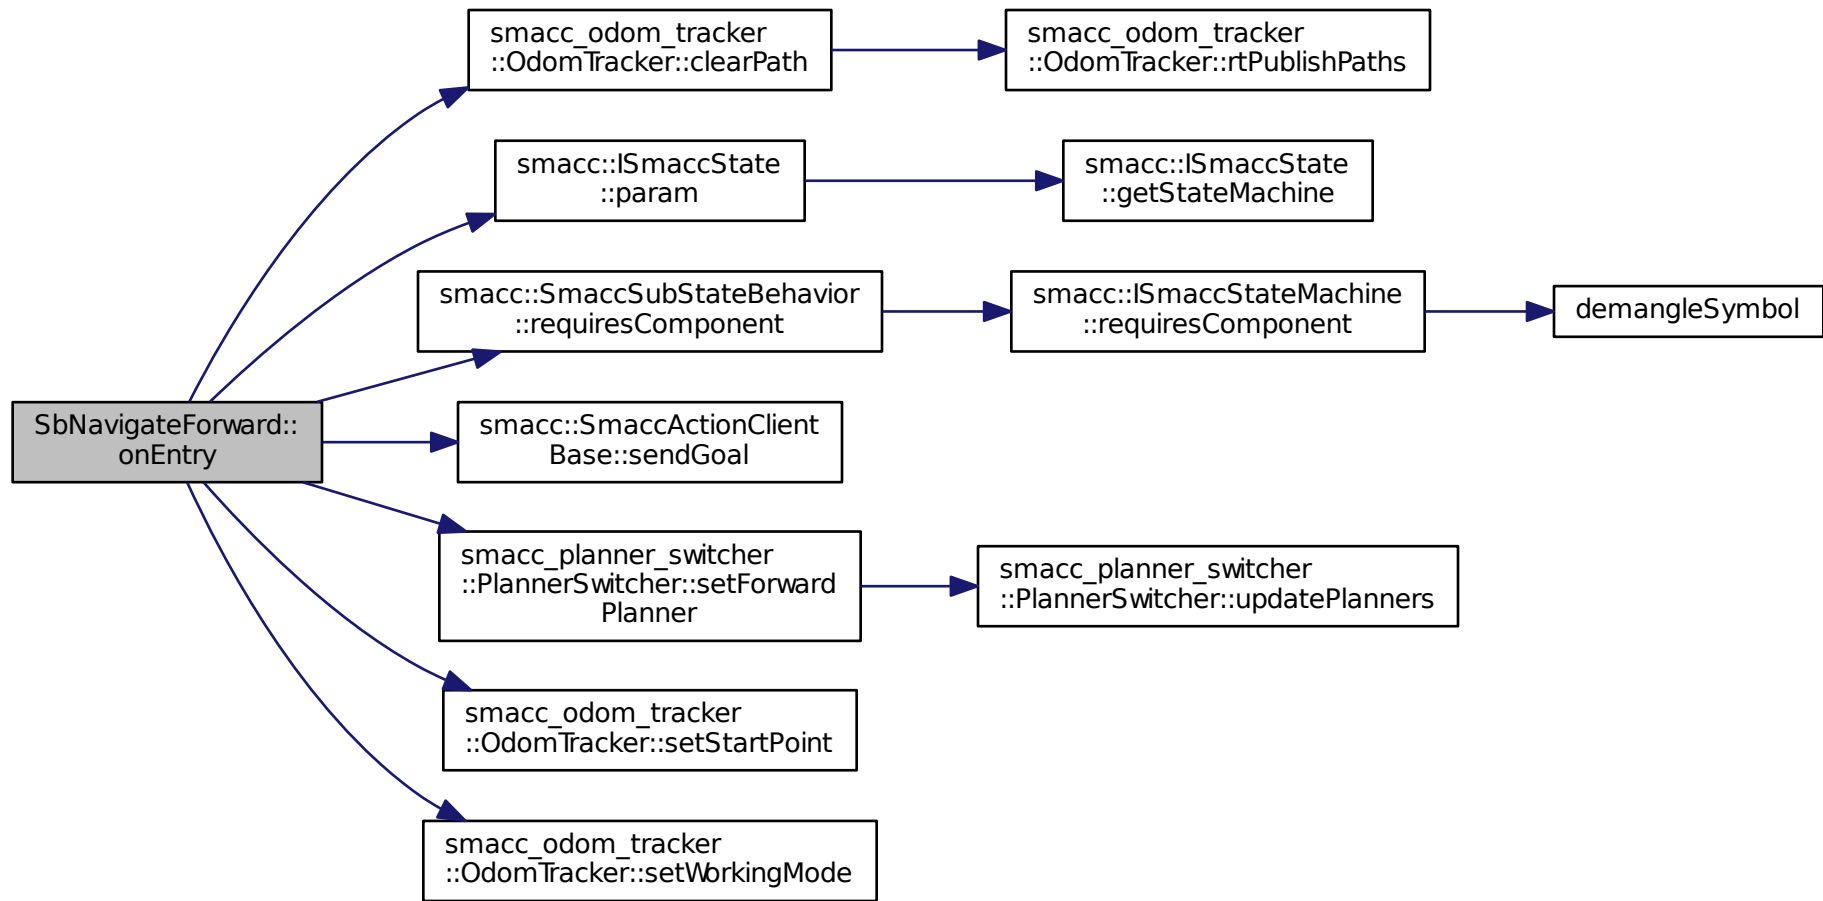 smacc_odom_tracker
::OdomTracker::clearPath
smacc_odom_tracker
::OdomTracker::rtPublishPaths
smacc::ISmaccState
::param
smacc::ISmaccState
::getStateMachine
smacc::SmaccSubStateBehavior
::requiresComponent
smacc::ISmaccStateMachine
::requiresComponent
demangleSymbol
SbNavigateForward::
onEntry
smacc::SmaccActionClient
Base::sendGoal
smacc_planner_switcher
::PlannerSwitcher::setForward
Planner
smacc_planner_switcher
::PlannerSwitcher::updatePlanners
smacc_odom_tracker
::OdomTracker::setStartPoint
smacc_odom_tracker
::OdomTracker::setWorkingMode